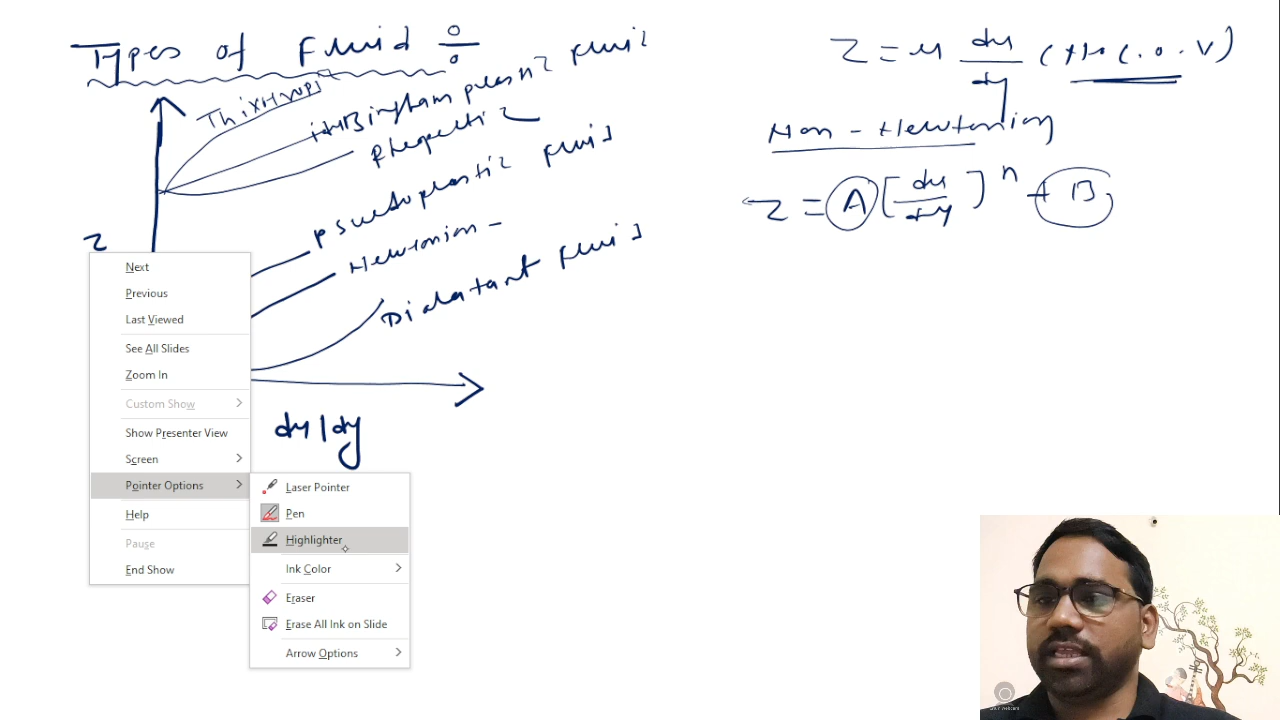 Types of Fluid
τ = μ du/dy (N.L.O.V)
Thixotropic
Bingham plastic Fluid
Rheopectic
Non - Newtonian
τ = A [du/dy]^n + B
Pseudoplastic Fluid
Newtonian -
Dialatant Fluid
τ
du/dy
Next
Previous
Last Viewed
See All Slides
Zoom In
Custom Show
Show Presenter View
Screen
Pointer Options
Help
Pause
End Show
Laser Pointer
Pen
Highlighter
Ink Color
Eraser
Erase All Ink on Slide
Arrow Options